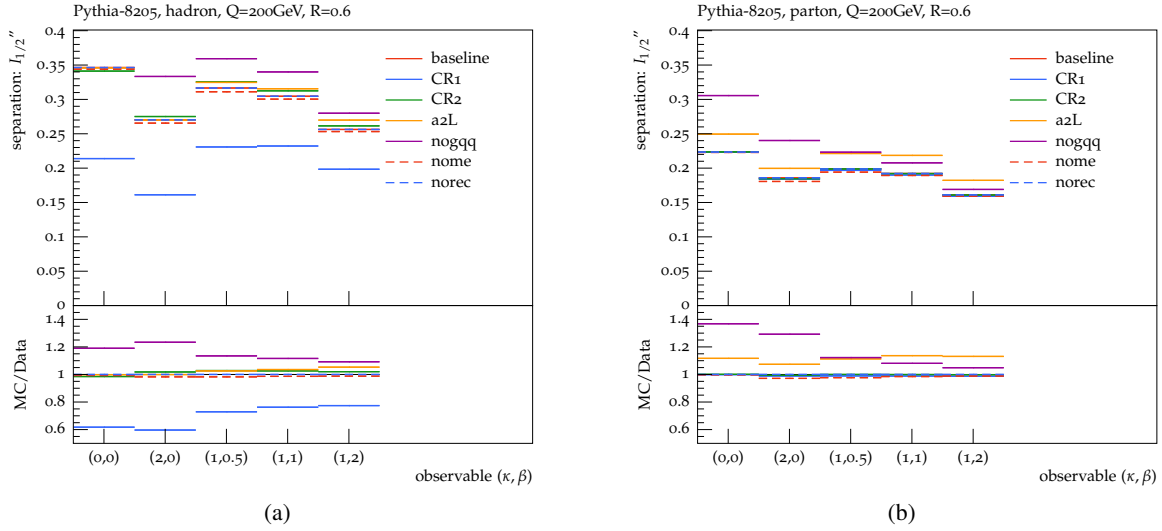 Pythia-8205, hadron, Q=200GeV, R=0.6
separation: I₁/₂″
0.4
0.35
0.3
0.25
0.2
0.15
0.1
0.05
0
baseline
CR1
CR2
a2L
nogqq
nome
norec
MC/Data
1.4
1.2
1
0.8
0.6
(0,0) (2,0) (1,0.5) (1,1) (1,2)
observable (κ, β)
(a)
Pythia-8205, parton, Q=200GeV, R=0.6
separation: I₁/₂″
0.4
0.35
0.3
0.25
0.2
0.15
0.1
0.05
0
baseline
CR1
CR2
a2L
nogqq
nome
norec
MC/Data
1.4
1.2
1
0.8
0.6
(0,0) (2,0) (1,0.5) (1,1) (1,2)
observable (κ, β)
(b)